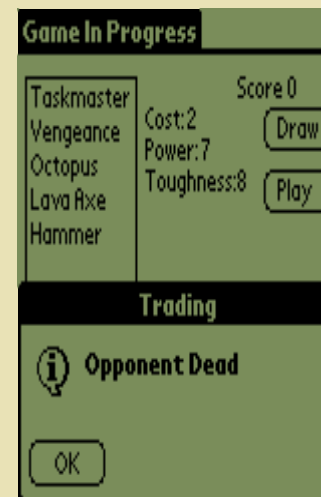 Game In Progress
Score 0
Taskmaster
Vengeance
Octopus
Lava Axe
Hammer
Cost:2
Power:7
Toughness:8
Draw
Play
Trading
Opponent Dead
OK